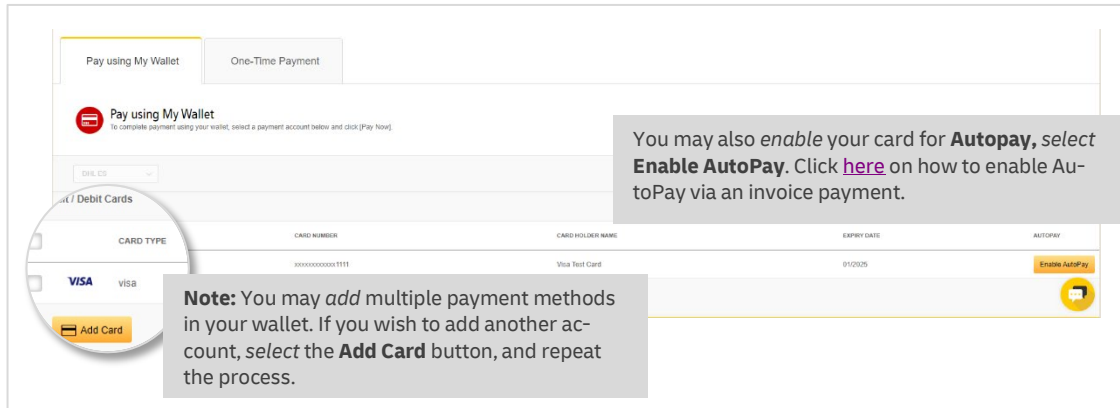 Pay using My Wallet
One-Time Payment
Pay using My Wallet
To complete payment using your wallet, select a payment account below and click [Pay Now].
You may also enable your card for Autopay, select
Enable AutoPay. Click here on how to enable Au-
toPay via an invoice payment.
DHL CS
it / Debit Cards
CARD TYPE
CARD NUMBER
CARD HOLDER NAME
EXPIRY DATE
AUTOPAY
VISA
visa
xxxxxxxxxxxx1111
Visa Test Card
01/2025
Enable AutoPay
Add Card
Note: You may add multiple payment methods
in your wallet. If you wish to add another ac-
count, select the Add Card button, and repeat
the process.